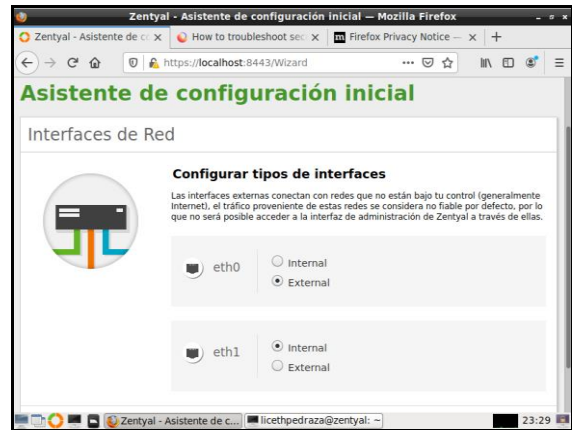 Zentyal - Asistente de configuración inicial — Mozilla Firefox
Zentyal - Asistente de co
How to troubleshoot sec
m Firefox Privacy Notice —
https://localhost:8443/Wizard
Asistente de configuración inicial
Interfaces de Red
Configurar tipos de interfaces
Las interfaces externas conectan con redes que no están bajo tu control (generalmente
Internet), el tráfico proveniente de estas redes se considera no fiable por defecto, por lo
que no será posible acceder a la interfaz de administración de Zentyal a través de ellas.
eth0
Internal
External
eth1
Internal
External
Zentyal - Asistente de c...
licethpedraza@zentyal: ~
23:29